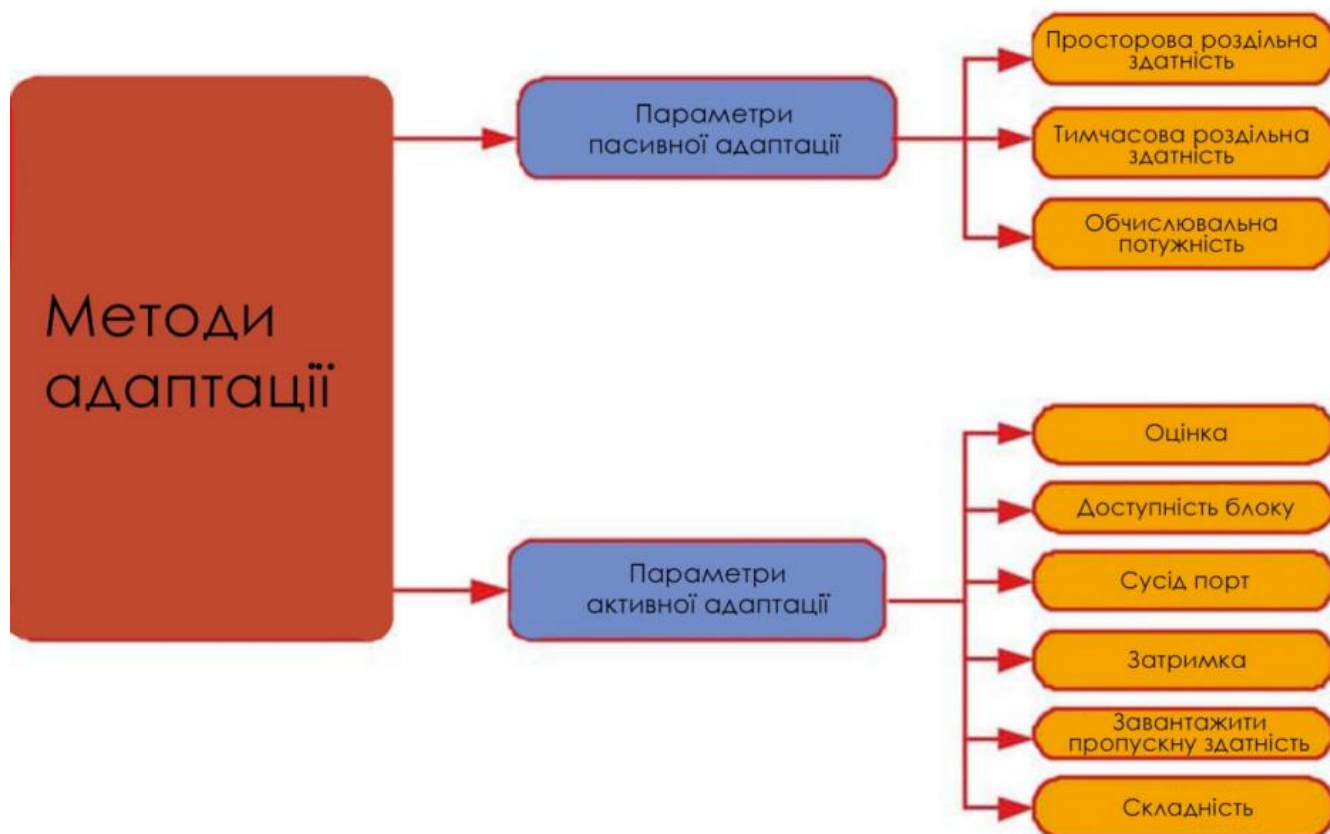 Методи
адаптації
Параметри
пасивної адаптації
Просторова роздільна
здатність
Тимчасова роздільна
здатність
Обчислювальна
потужність
Параметри
активної адаптації
Оцінка
Доступність блоку
Сусід порт
Затримка
Завантажити
пропускну здатність
Складність